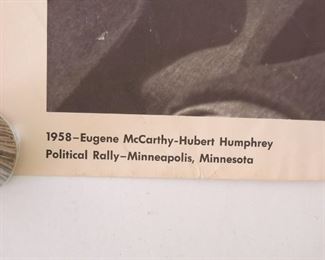 1958–Eugene McCarthy-Hubert Humphrey
Political Rally–Minneapolis, Minnesota